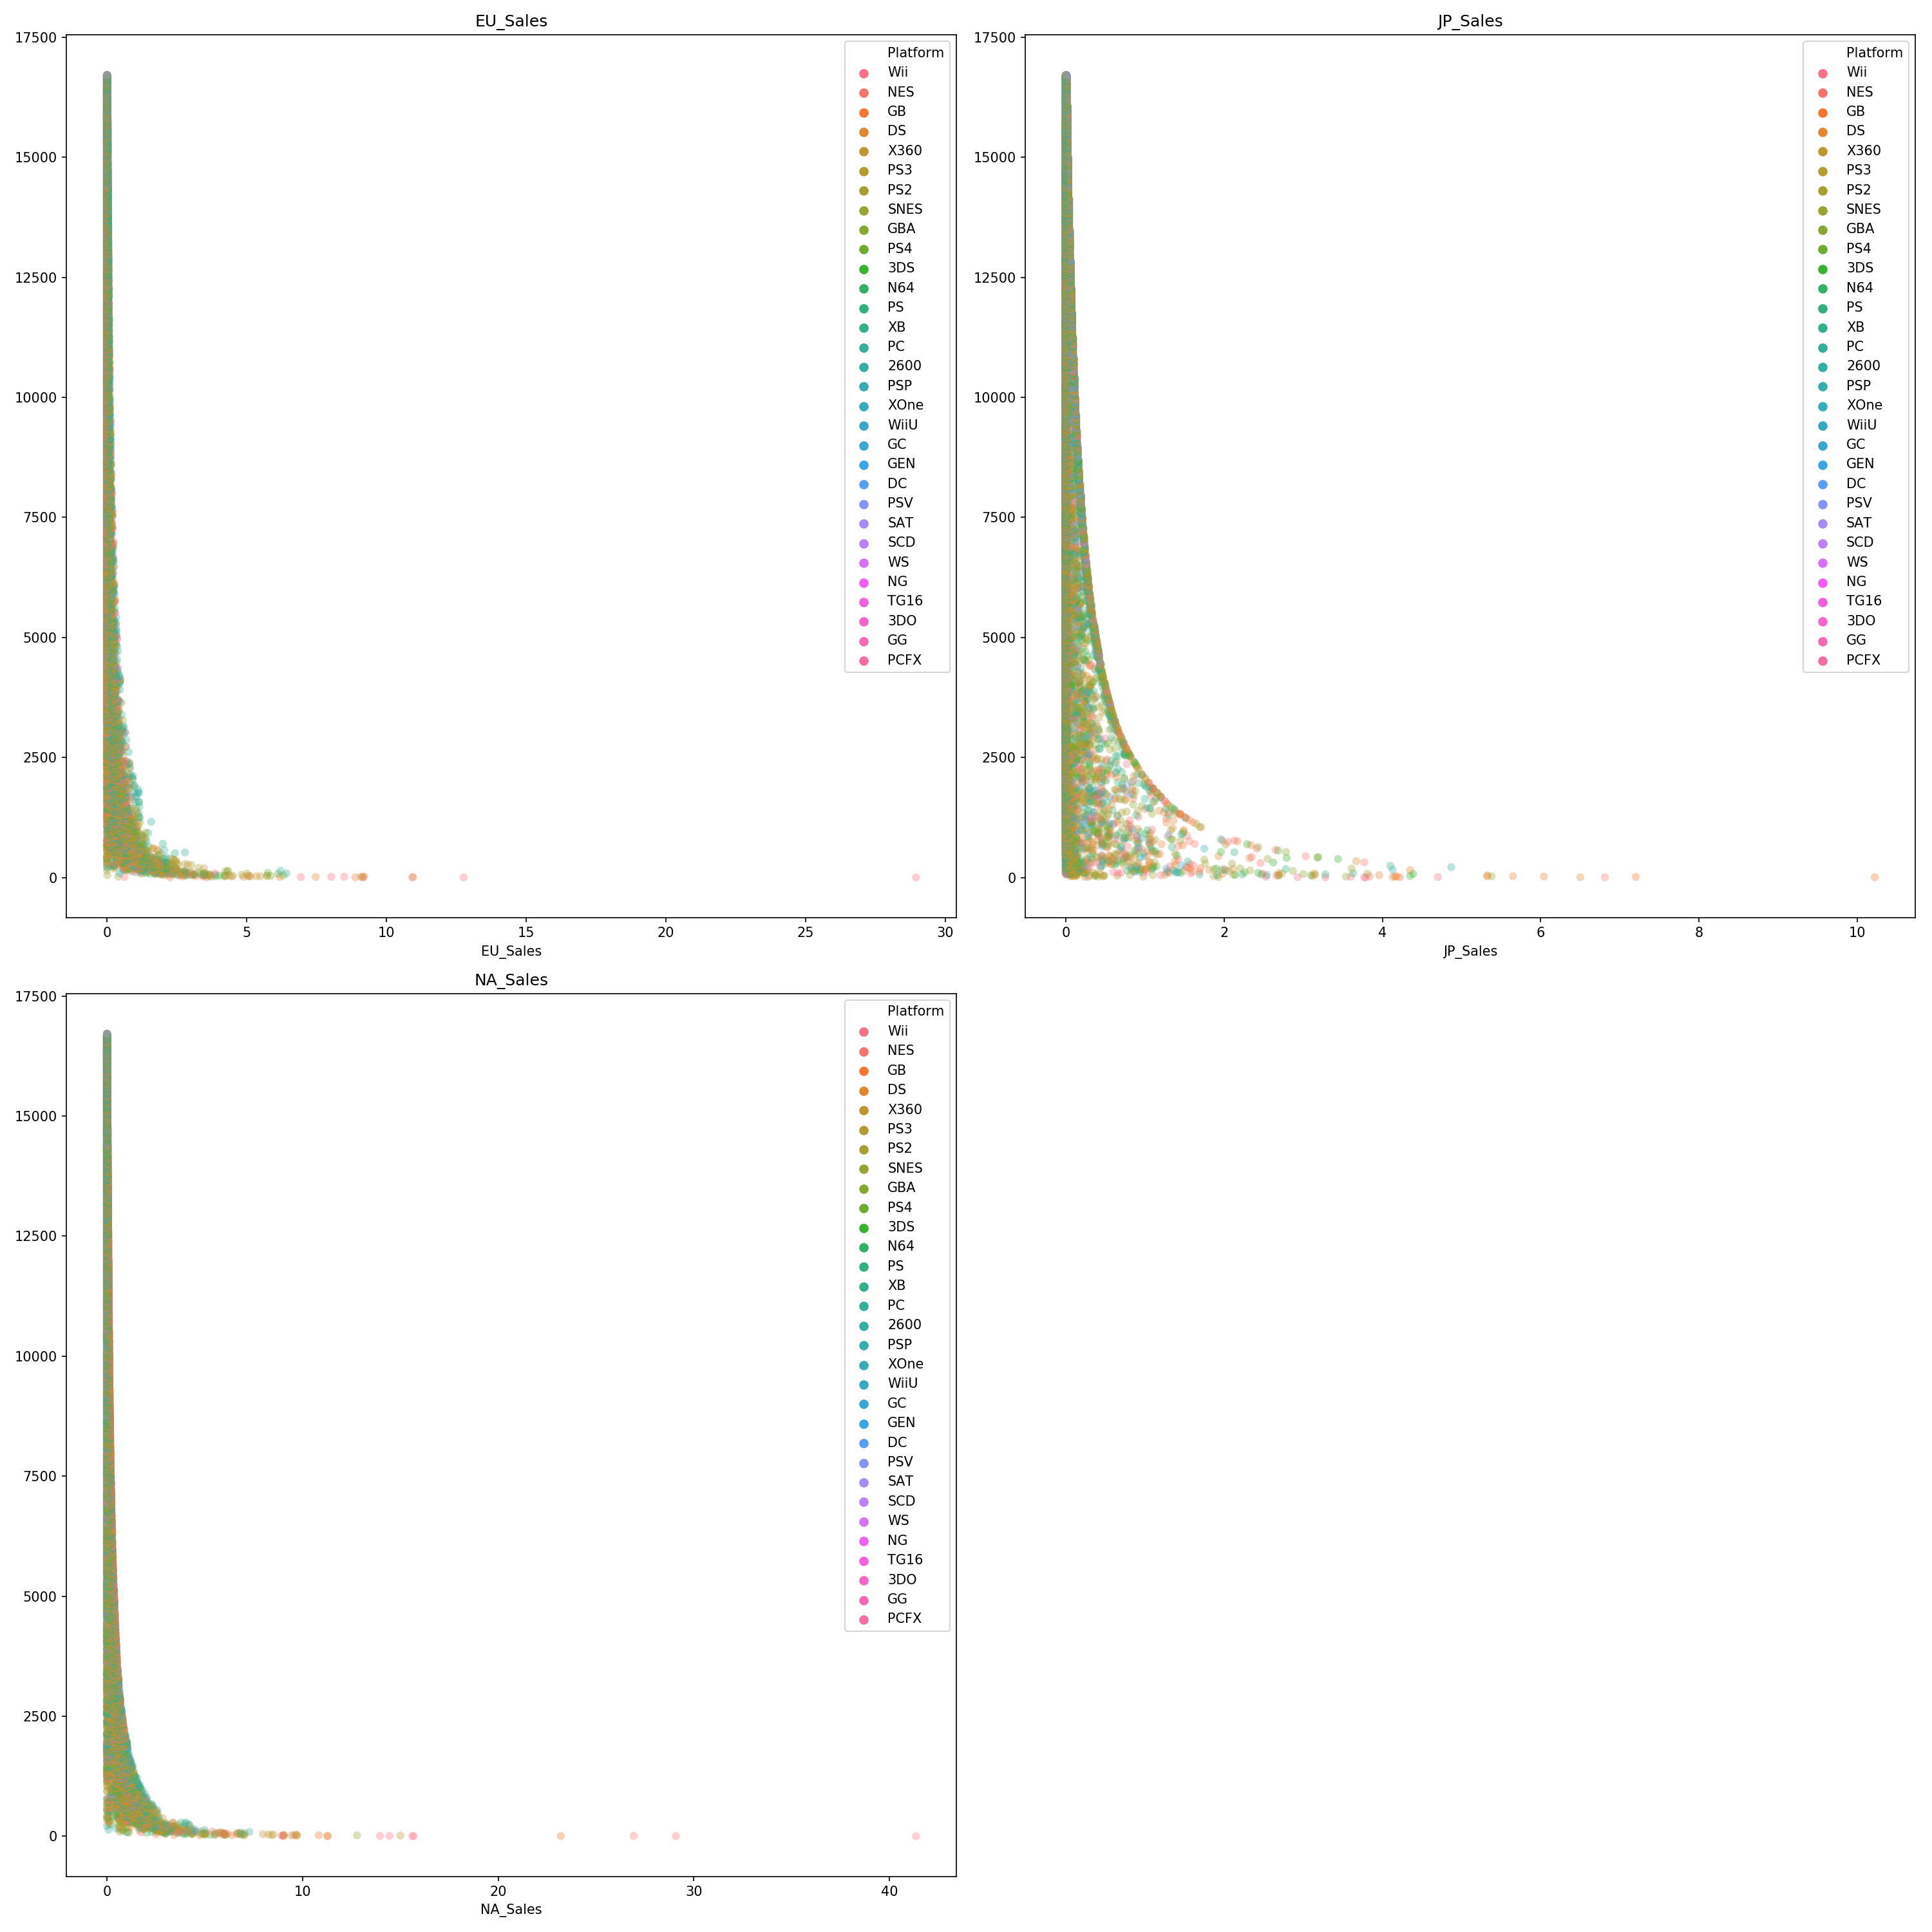 EU_Sales
17500
15000
12500
10000
7500
5000
2500
0
0 5 10 15 20 25 30
EU_Sales
Platform
Wii
NES
GB
DS
X360
PS3
PS2
SNES
GBA
PS4
3DS
N64
PS
XB
PC
2600
PSP
XOne
WiiU
GC
GEN
DC
PSV
SAT
SCD
WS
NG
TG16
3DO
GG
PCFX
JP_Sales
17500
15000
12500
10000
7500
5000
2500
0
0 2 4 6 8 10
JP_Sales
Platform
Wii
NES
GB
DS
X360
PS3
PS2
SNES
GBA
PS4
3DS
N64
PS
XB
PC
2600
PSP
XOne
WiiU
GC
GEN
DC
PSV
SAT
SCD
WS
NG
TG16
3DO
GG
PCFX
NA_Sales
17500
15000
12500
10000
7500
5000
2500
0
0 10 20 30 40
NA_Sales
Platform
Wii
NES
GB
DS
X360
PS3
PS2
SNES
GBA
PS4
3DS
N64
PS
XB
PC
2600
PSP
XOne
WiiU
GC
GEN
DC
PSV
SAT
SCD
WS
NG
TG16
3DO
GG
PCFX